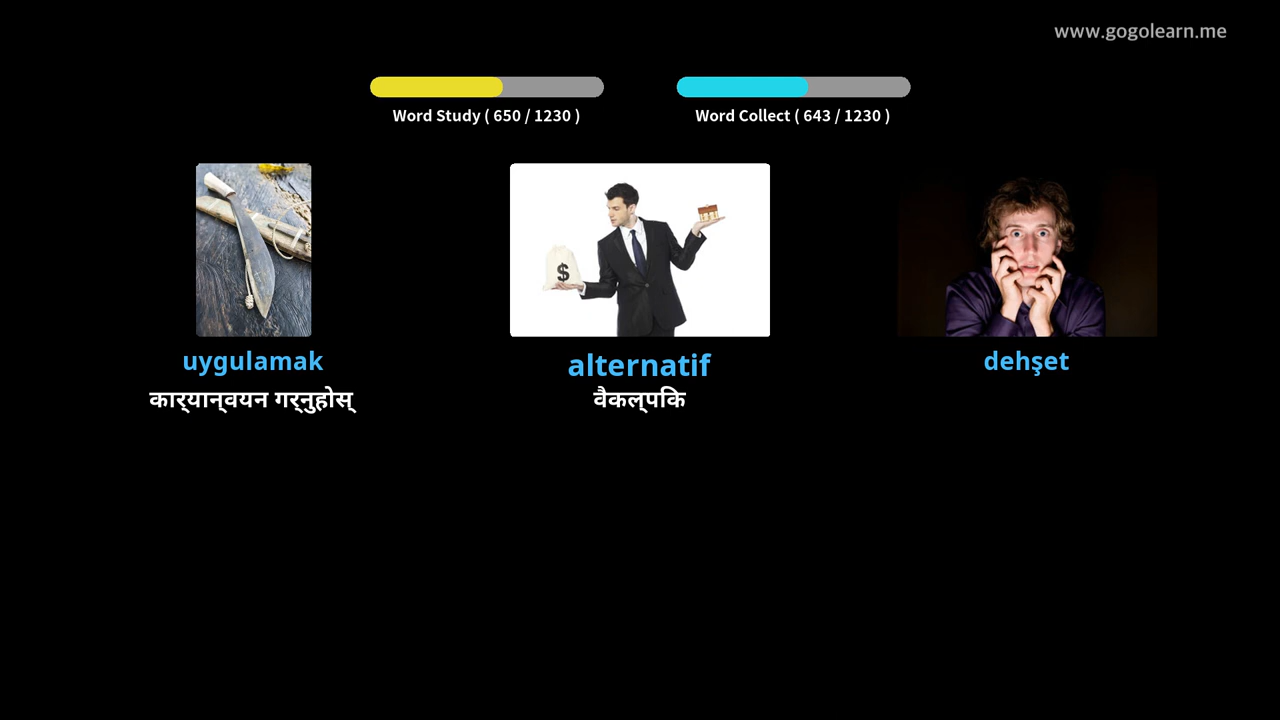 www.gogolearn.me
Word Study ( 650 / 1230 )
Word Collect ( 643 / 1230 )
$
uygulamak
alternatif
dehşet
कार्यान्वयन गर्नुहोस्
वैकल्पिक